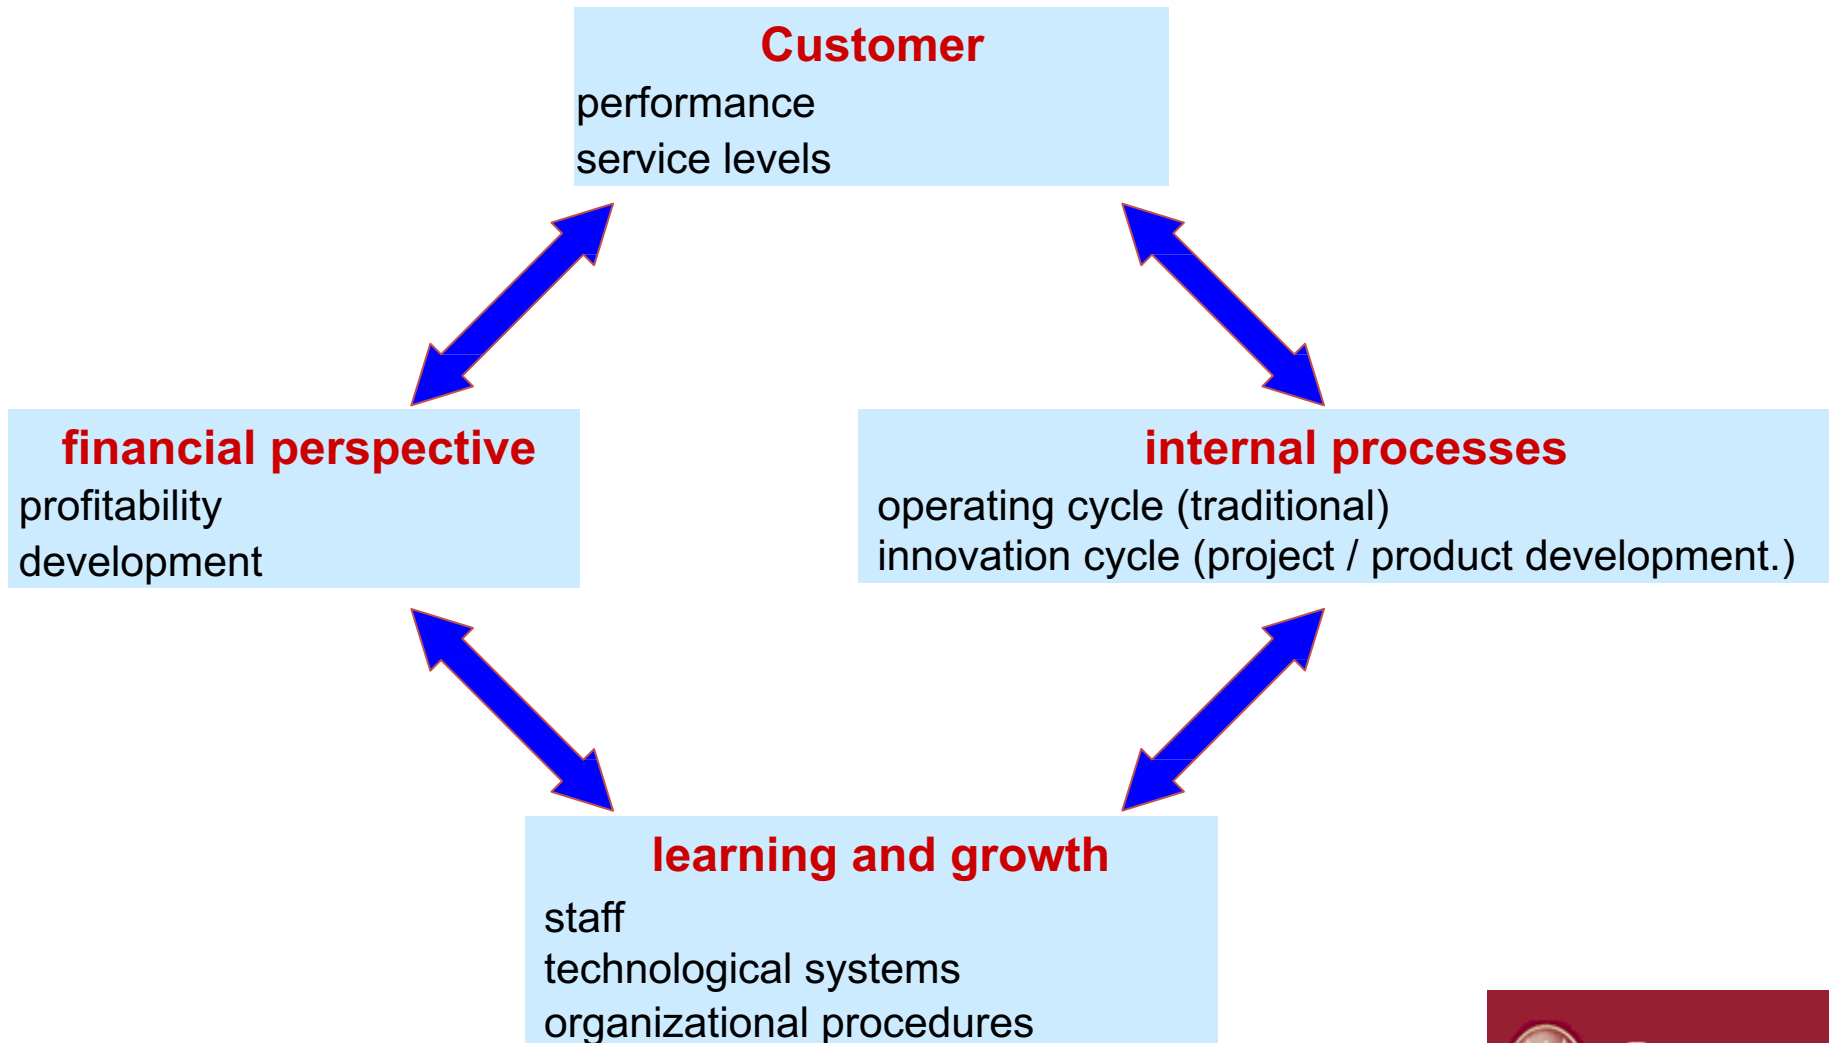 Customer
performance
service levels
financial perspective
profitability
development
internal processes
operating cycle (traditional)
innovation cycle (project / product development.)
learning and growth
staff
technological systems
organizational procedures